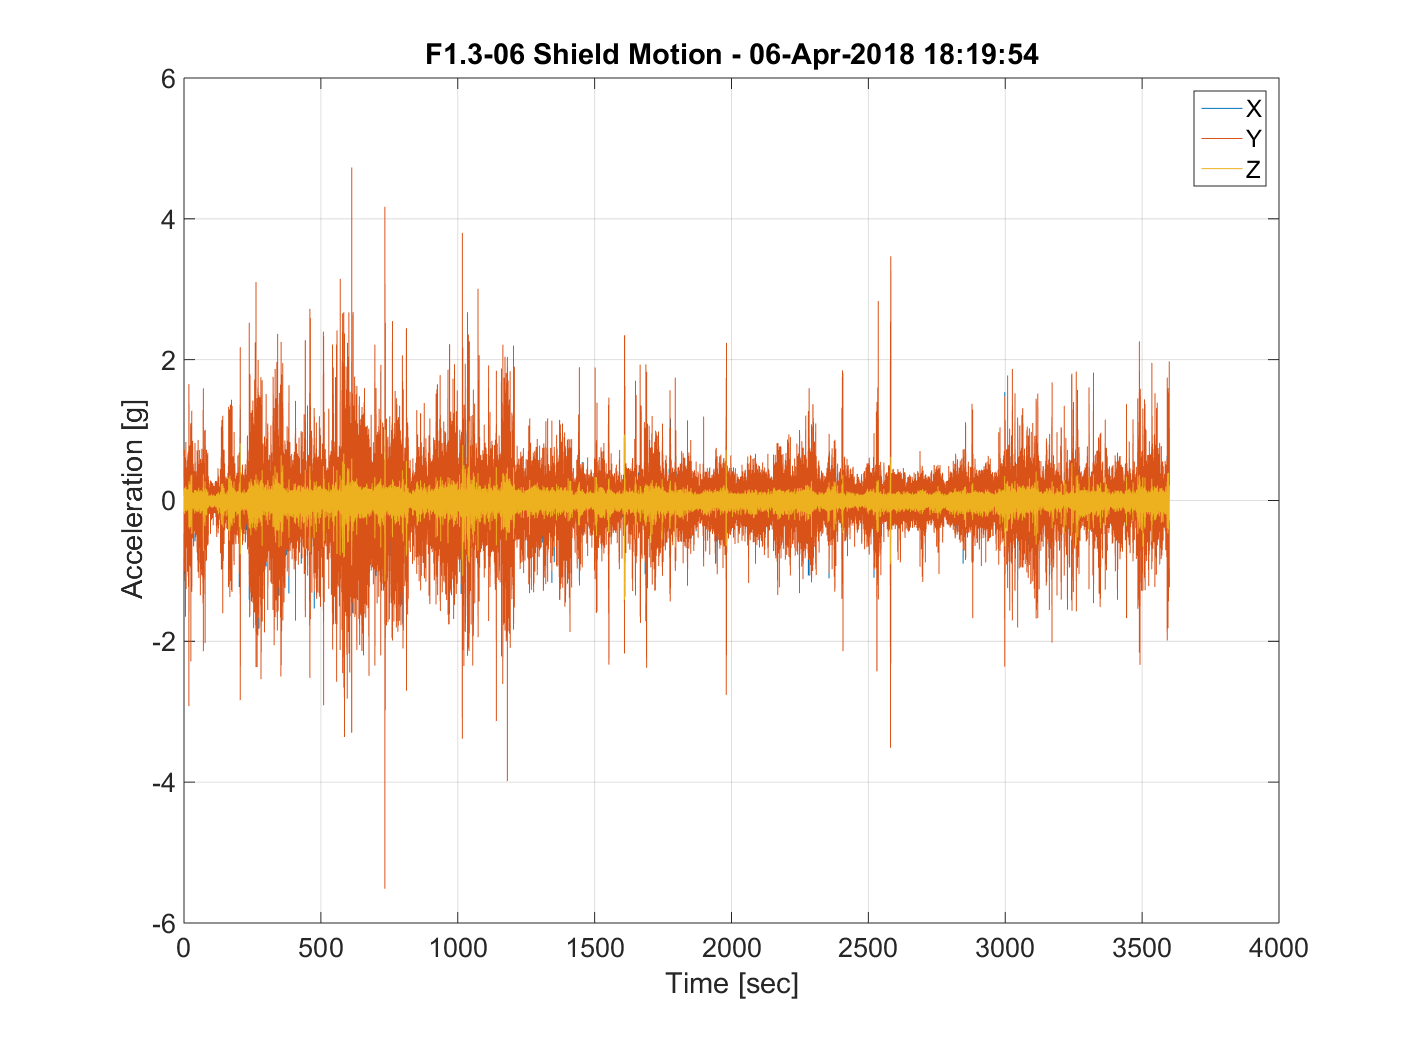 F1.3-06 Shield Motion - 06-Apr-2018 18:19:54
X
Y
Z
6
4
2
0
-2
-4
-6
Acceleration [g]
0 500 1000 1500 2000 2500 3000 3500 4000
Time [sec]